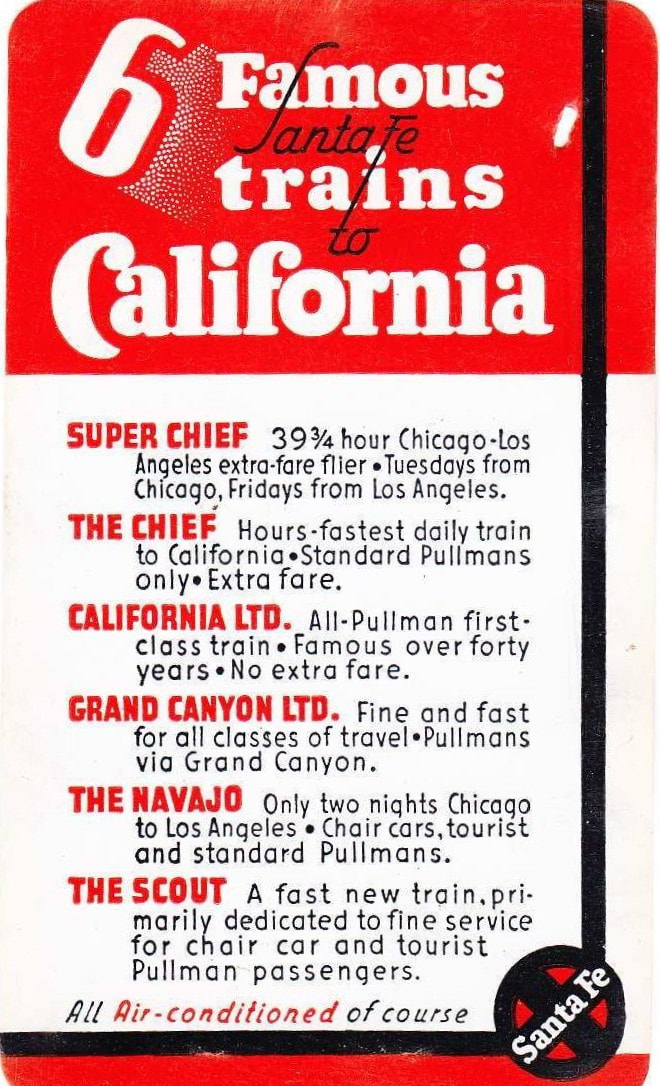 6 Famous
Santa Fe
trains
to
California
SUPER CHIEF 39¾ hour Chicago-Los
Angeles extra-fare flier • Tuesdays from
Chicago, Fridays from Los Angeles.
THE CHIEF Hours-fastest daily train
to California • Standard Pullmans
only • Extra fare.
CALIFORNIA LTD. All-Pullman first-
class train • Famous over forty
years • No extra fare.
GRAND CANYON LTD. Fine and fast
for all classes of travel • Pullmans
via Grand Canyon.
THE NAVAJO Only two nights Chicago
to Los Angeles • Chair cars, tourist
and standard Pullmans.
THE SCOUT A fast new train, pri-
marily dedicated to fine service
for chair car and tourist
Pullman passengers.
All Air-conditioned of course
Santa Fe